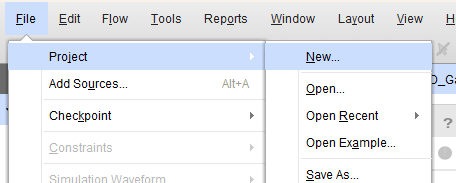 File Edit Flow Tools Reports Window Layout View
Project New...
Add Sources... Alt+A Open...
Checkpoint Open Recent
Constraints Open Example...
Simulation Waveform Save As...